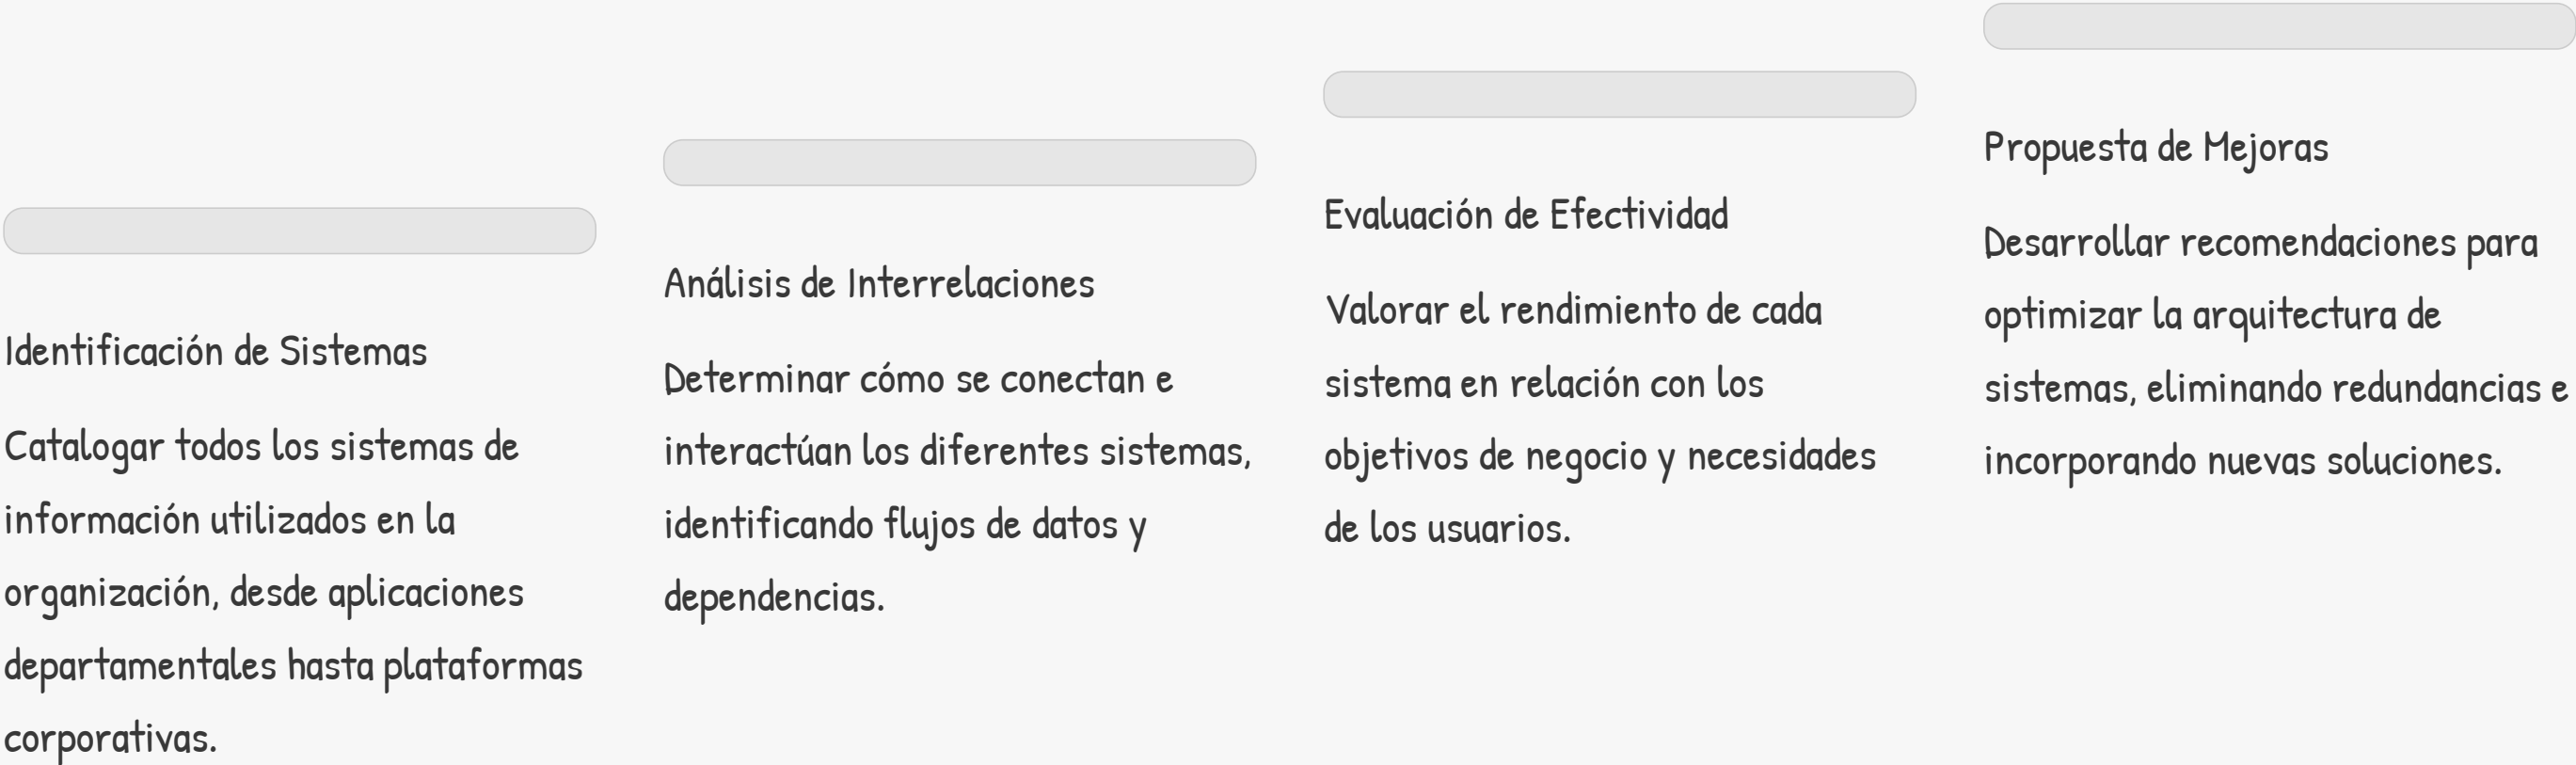 Identificación de Sistemas
Catalogar todos los sistemas de
información utilizados en la
organización, desde aplicaciones
departamentales hasta plataformas
corporativas.
Análisis de Interrelaciones
Determinar cómo se conectan e
interactúan los diferentes sistemas,
identificando flujos de datos y
dependencias.
Evaluación de Efectividad
Valorar el rendimiento de cada
sistema en relación con los
objetivos de negocio y necesidades
de los usuarios.
Propuesta de Mejoras
Desarrollar recomendaciones para
optimizar la arquitectura de
sistemas, eliminando redundancias e
incorporando nuevas soluciones.